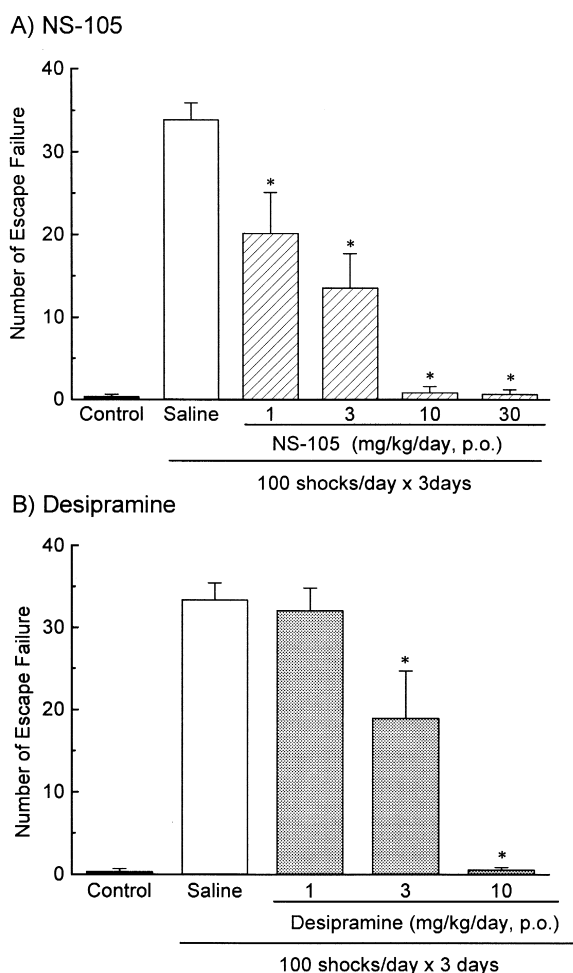 A) NS-105
40
30
20
10
0
Number of Escape Failure
*
*
*
*
Control Saline 1 3 10 30
NS-105 (mg/kg/day, p.o.)
100 shocks/day x 3days
B) Desipramine
40
30
20
10
0
Number of Escape Failure
*
*
Control Saline 1 3 10
Desipramine (mg/kg/day, p.o.)
100 shocks/day x 3 days